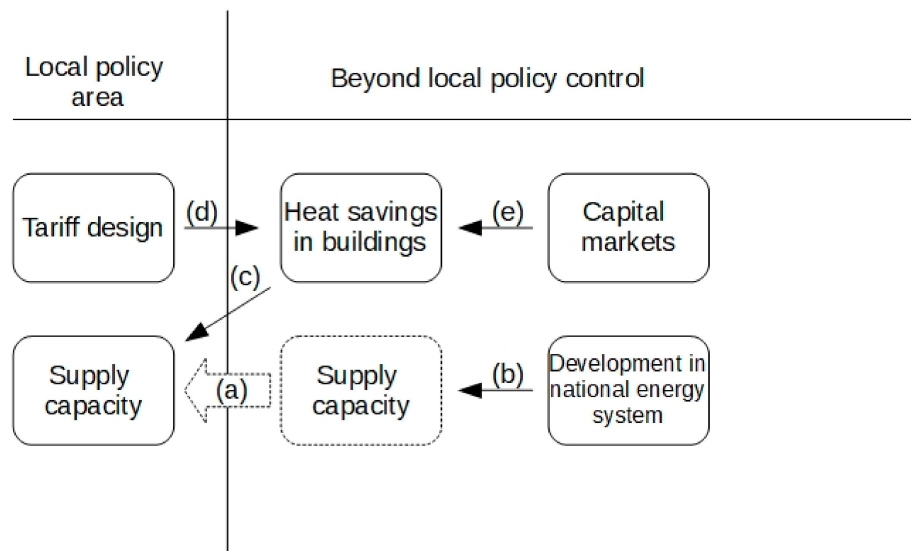 Local policy
area
Beyond local policy control
Tariff design
(d)
Heat savings
in buildings
(e)
Capital
markets
(c)
Supply
capacity
(a)
Supply
capacity
(b)
Development in
national energy
system